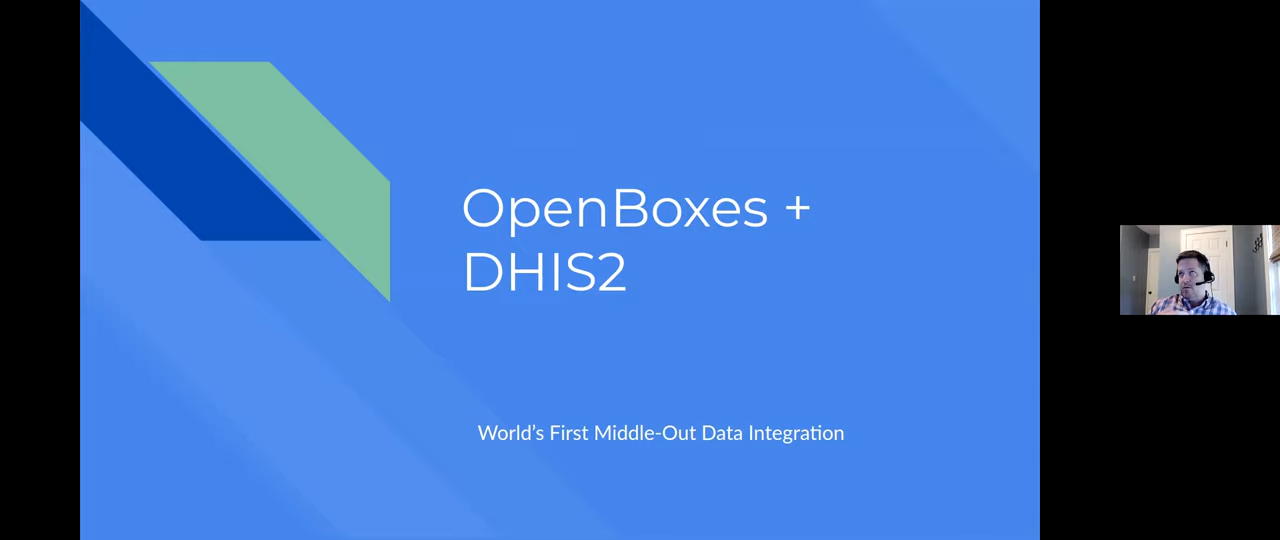 OpenBoxes +
DHIS2
World’s First Middle-Out Data Integration